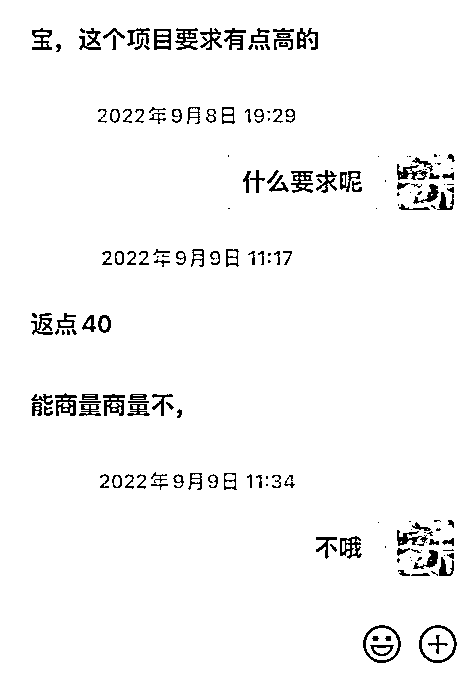 宝，这个项目要求有点高的
2022年9月8日 19:29
什么要求呢
2022年9月9日 11:17
返点40
能商量商量不，
2022年9月9日 11:34
不哦